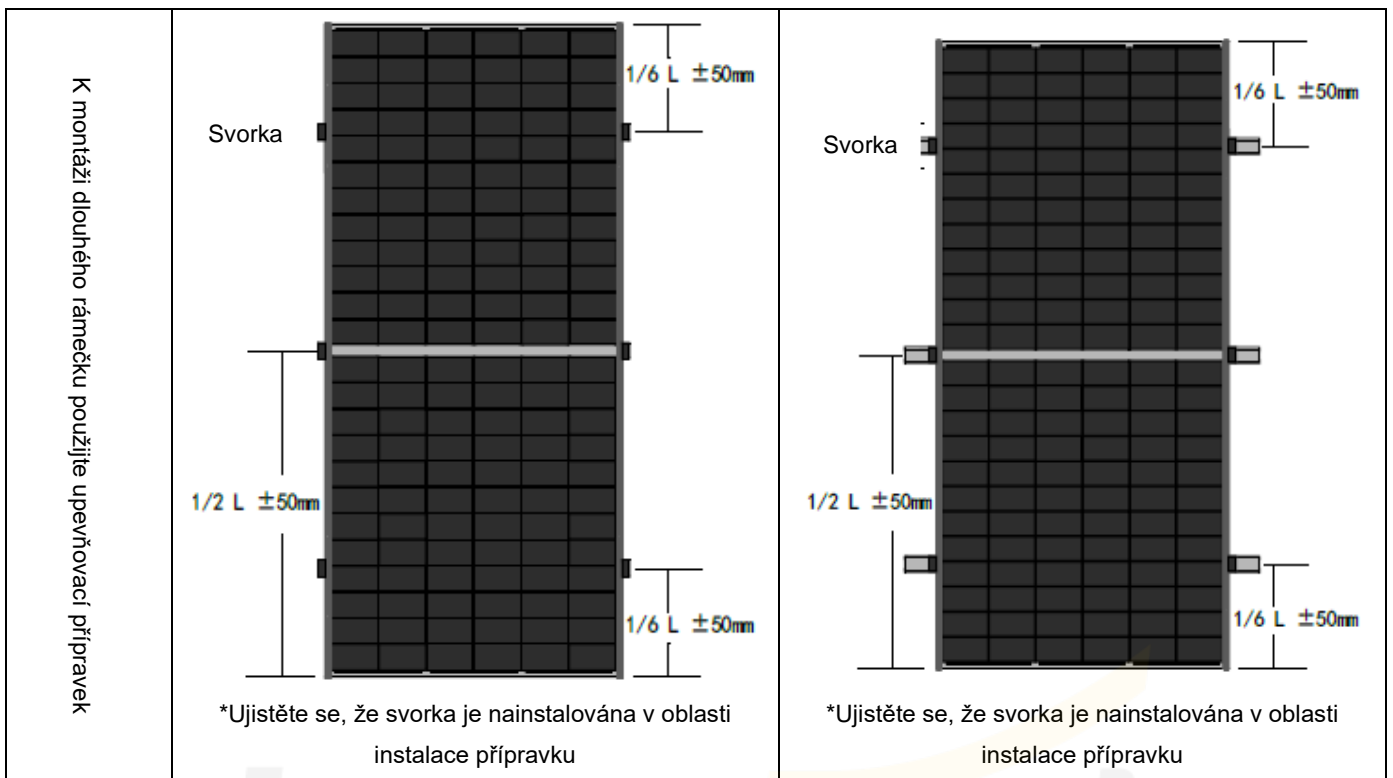 K montáži dlouhého rámečku použijte upevňovací přípravek
1/6 L ±50mm
Svorka
1/2 L ±50mm
1/6 L ±50mm
*Ujistěte se, že svorka je nainstalována v oblasti
instalace přípravku
1/6 L ±50mm
Svorka
1/2 L ±50mm
1/6 L ±50mm
*Ujistěte se, že svorka je nainstalována v oblasti
instalace přípravku